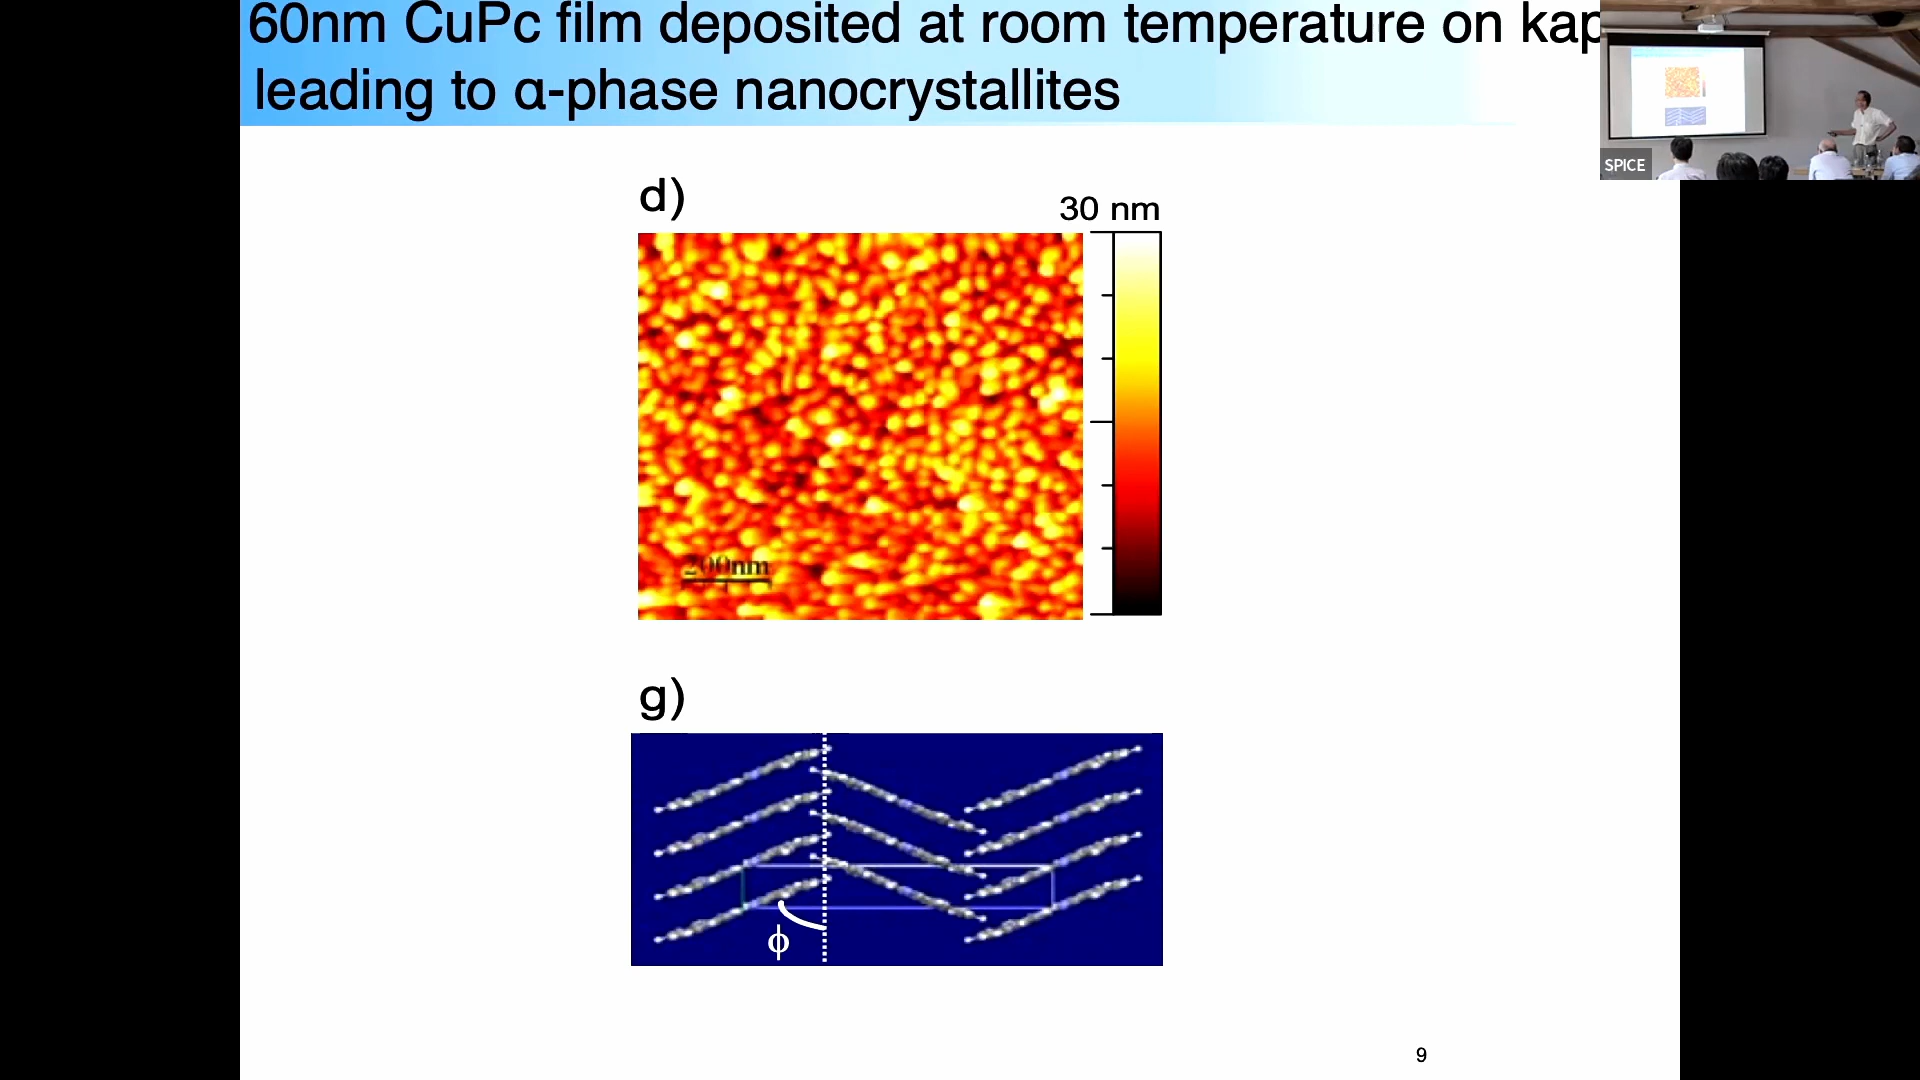 60nm CuPc film deposited at room temperature on kap
leading to α-phase nanocrystallites
SPICE
d)
30 nm
200nm
g)
ϕ
9